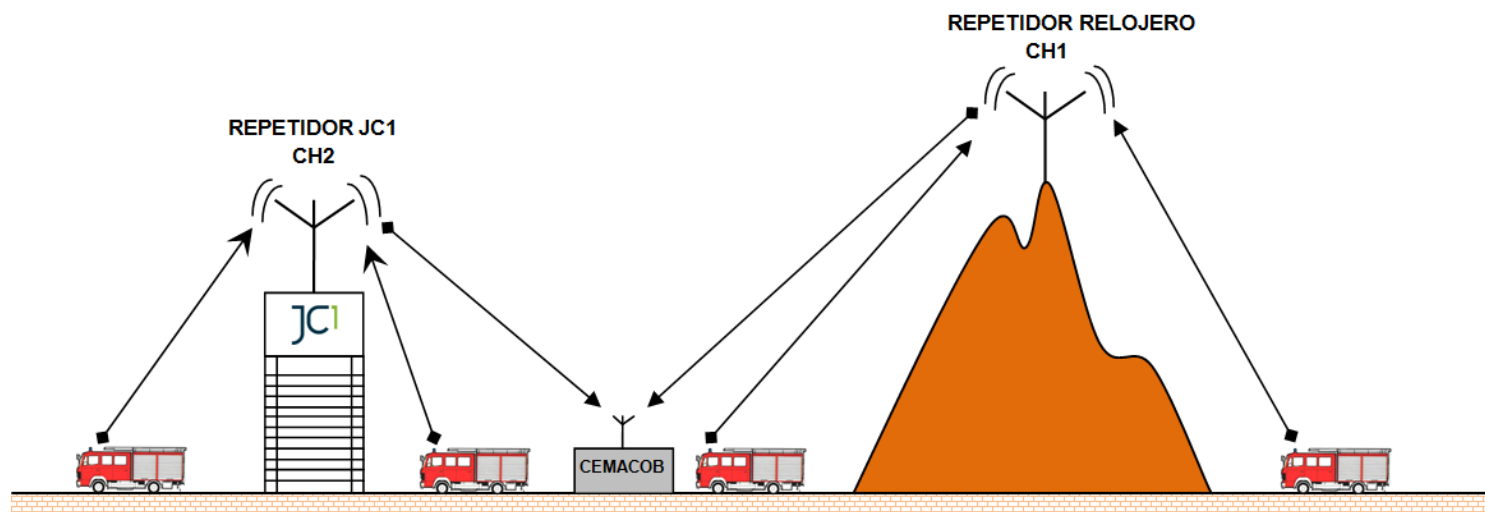 REPETIDOR RELOJERO
CH1
REPETIDOR JC1
CH2
JC1
CEMACOB